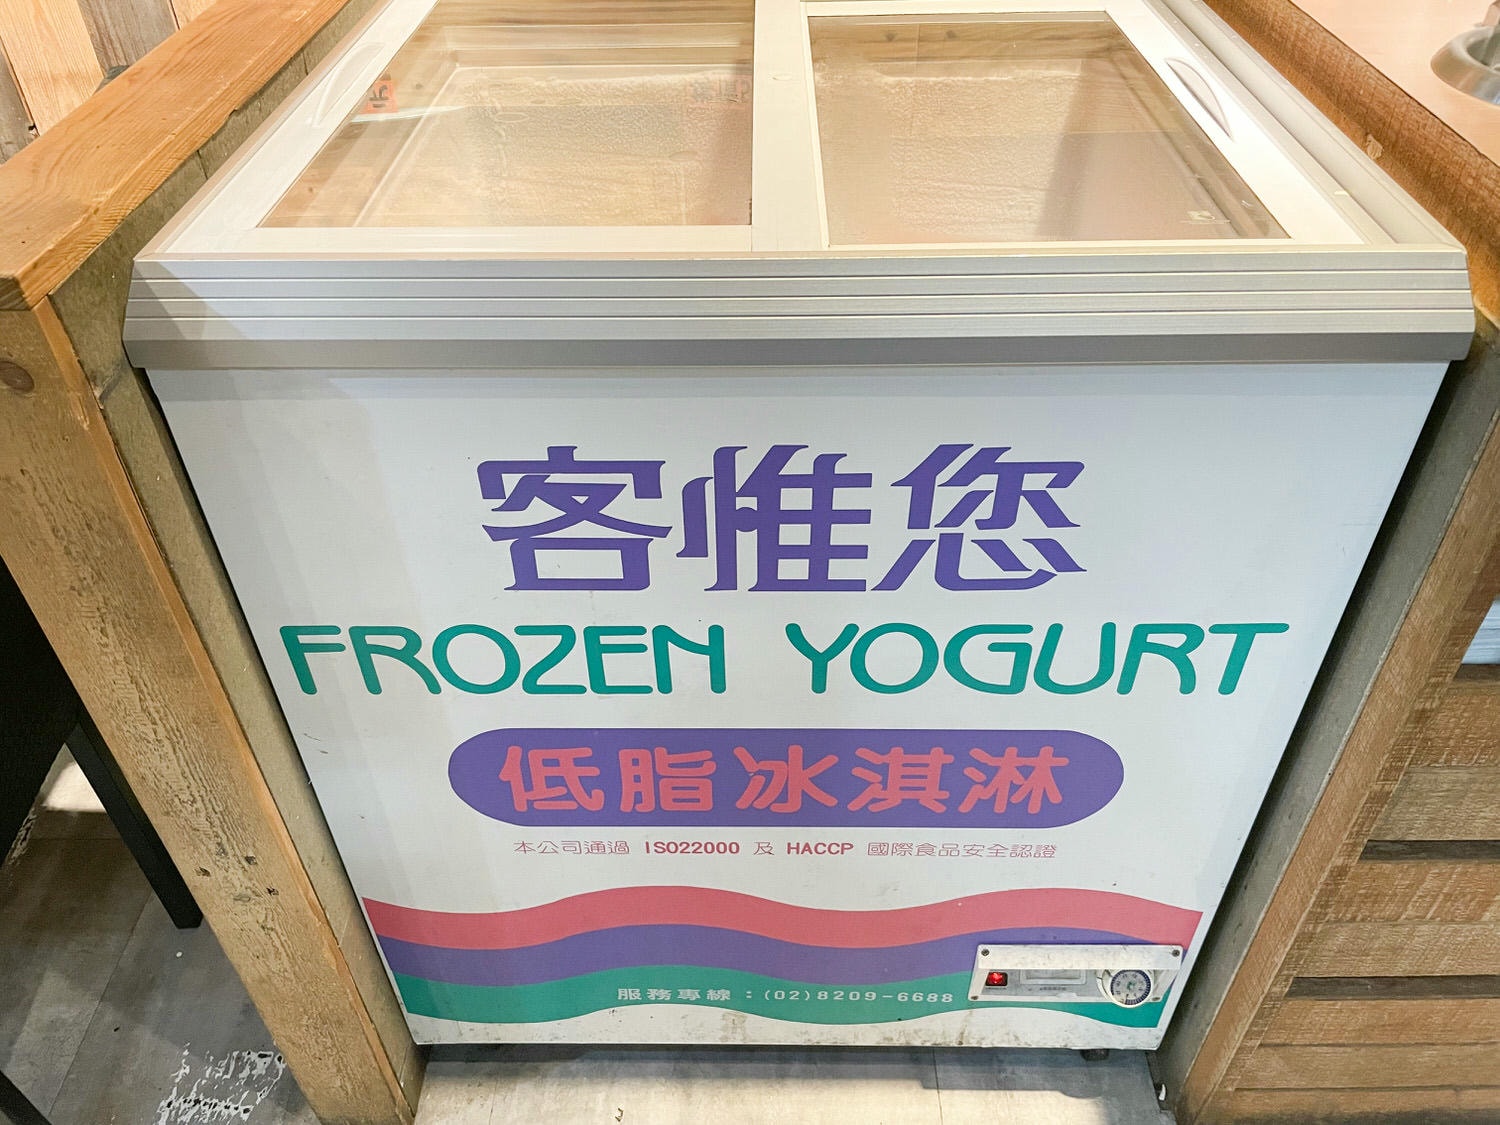 客惟您
FROZEN YOGURT
低脂冰淇淋
本公司通過 ISO22000 及 HACCP 國際食品安全認證
服務專線：(02)8209-6688